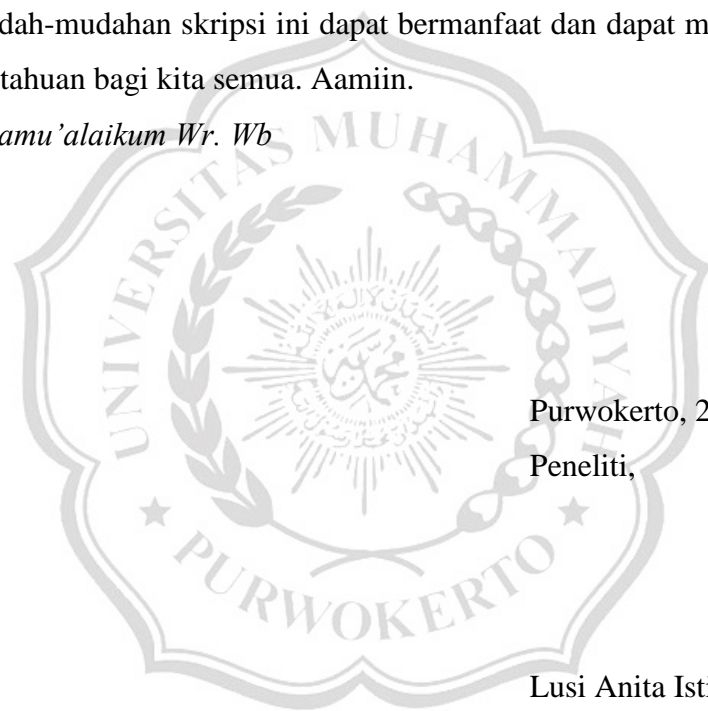 dah-mudahan skripsi ini dapat bermanfaat dan dapat m
tahuan bagi kita semua. Aamiin.
amu’alaikum Wr. Wb
UNIVERSITAS MUHAMMADIYAH
PURWOKERTO
Purwokerto, 2
Peneliti,
Lusi Anita Isti